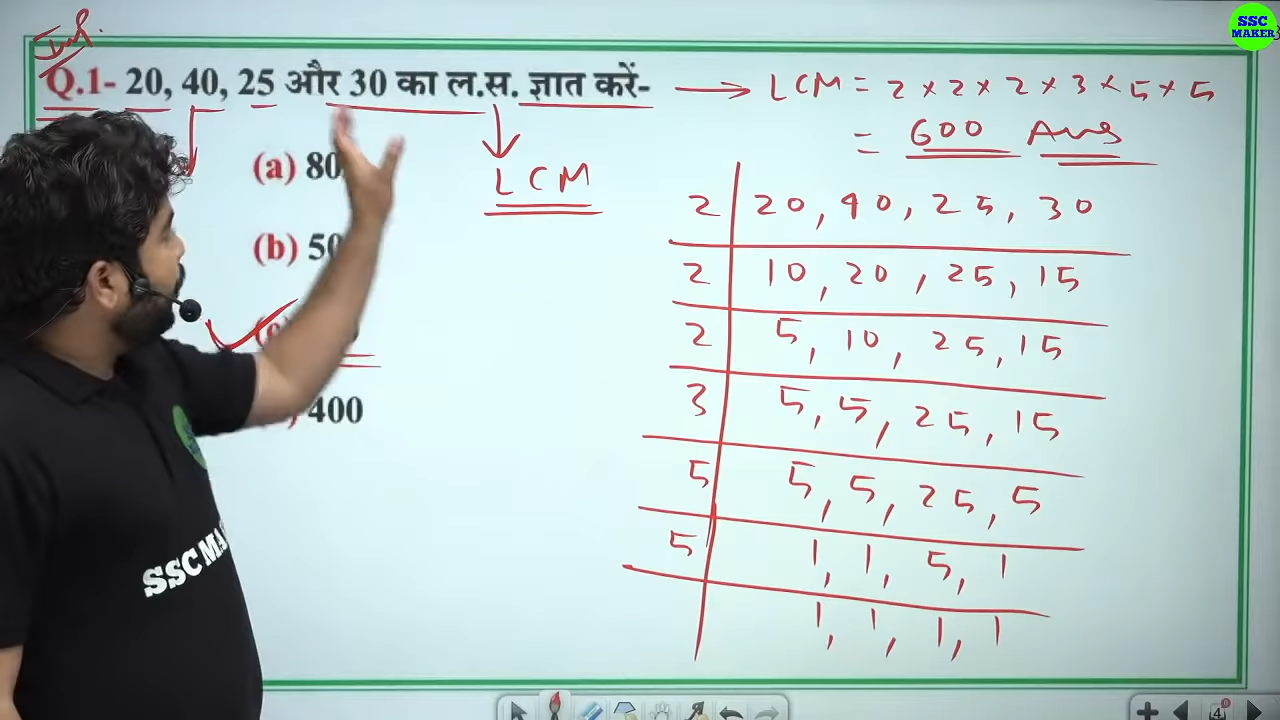 SSC
MAKER
Q.1- 20, 40, 25 और 30 का ल.स. ज्ञात करें-
→ LCM = 2 × 2 × 2 × 3 × 5 × 5
= 600 Ans
(a) 80
LCM
(b) 50
400
2 | 20, 40, 25, 30
2 | 10, 20, 25, 15
2 | 5, 10, 25, 15
3 | 5, 5, 25, 15
5 | 5, 5, 25, 5
5 | 1, 1, 5, 1
1, 1, 1, 1
SSC MA
4